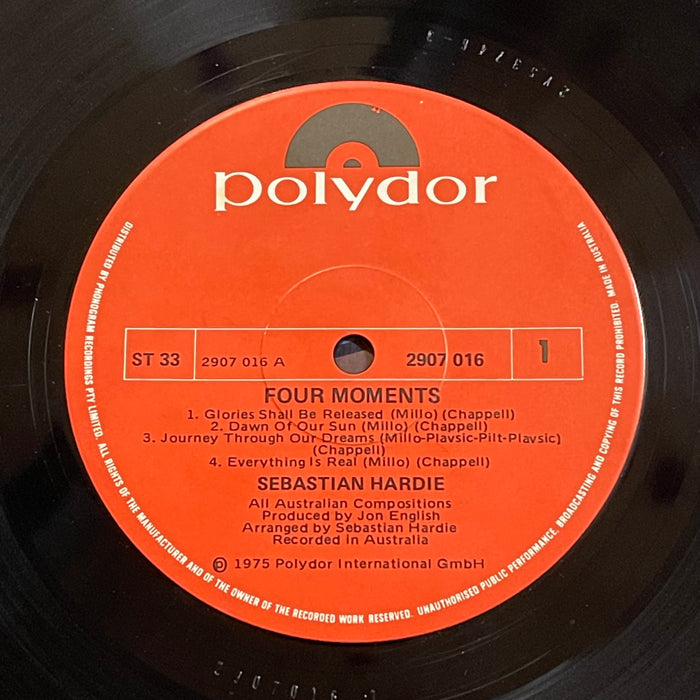 polydor
ST 33 2907 016 A 2907 016 1
FOUR MOMENTS
1. Glories Shall Be Released (Millo) (Chappell)
2. Dawn Of Our Sun (Millo) (Chappell)
3. Journey Through Our Dreams (Millo-Plavsic-Pilt-Plavsic)
(Chappell)
4. Everything Is Real (Millo) (Chappell)
SEBASTIAN HARDIE
All Australian Compositions
Produced by Jon English
Arranged by Sebastian Hardie
Recorded in Australia
℗ 1975 Polydor International GmbH
DISTRIBUTED BY PHONOGRAM RECORDINGS PTY LIMITED. ALL RIGHTS OF THE MANUFACTURER AND OF THE OWNER OF THE RECORDED WORK RESERVED. UNAUTHORISED PUBLIC PERFORMANCE, BROADCASTING AND COPYING OF THIS RECORD PROHIBITED. MADE IN AUSTRALIA